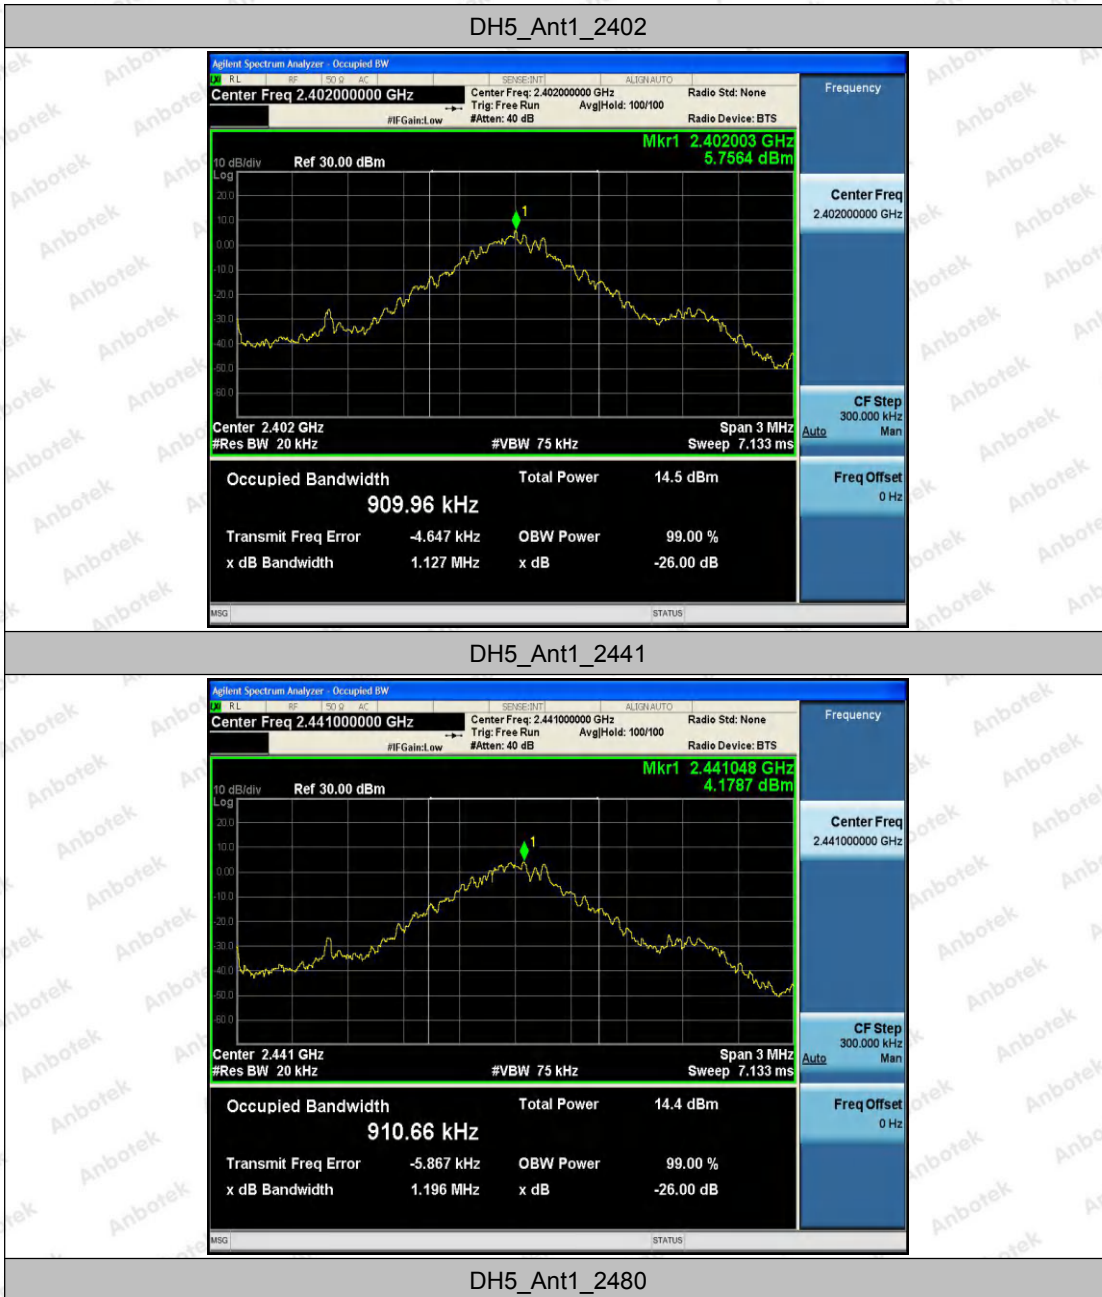 DH5_Ant1_2402
Agilent Spectrum Analyzer - Occupied BW
RL RF 50 Ω AC SENSE:INT ALIGNAUTO
Center Freq 2.402000000 GHz
Center Freq: 2.402000000 GHz Radio Std: None
Trig: Free Run Avg|Hold: 100/100
#IFGain:Low #Atten: 40 dB Radio Device: BTS
Mkr1 2.402003 GHz
5.7564 dBm
10 dB/div Ref 30.00 dBm
Log
20.0
10.0
0.00
-10.0
-20.0
-30.0
-40.0
-50.0
-60.0
1
Center 2.402 GHz Span 3 MHz
#Res BW 20 kHz #VBW 75 kHz Sweep 7.133 ms
Occupied Bandwidth Total Power 14.5 dBm
909.96 kHz
Transmit Freq Error -4.647 kHz OBW Power 99.00 %
x dB Bandwidth 1.127 MHz x dB -26.00 dB
MSG STATUS
Frequency
Center Freq
2.402000000 GHz
CF Step
300.000 kHz
Auto Man
Freq Offset
0 Hz
DH5_Ant1_2441
Agilent Spectrum Analyzer - Occupied BW
RL RF 50 Ω AC SENSE:INT ALIGNAUTO
Center Freq 2.441000000 GHz
Center Freq: 2.441000000 GHz Radio Std: None
Trig: Free Run Avg|Hold: 100/100
#IFGain:Low #Atten: 40 dB Radio Device: BTS
Mkr1 2.441048 GHz
4.1787 dBm
10 dB/div Ref 30.00 dBm
Log
20.0
10.0
0.00
-10.0
-20.0
-30.0
-40.0
-50.0
-60.0
1
Center 2.441 GHz Span 3 MHz
#Res BW 20 kHz #VBW 75 kHz Sweep 7.133 ms
Occupied Bandwidth Total Power 14.4 dBm
910.66 kHz
Transmit Freq Error -5.867 kHz OBW Power 99.00 %
x dB Bandwidth 1.196 MHz x dB -26.00 dB
MSG STATUS
Frequency
Center Freq
2.441000000 GHz
CF Step
300.000 kHz
Auto Man
Freq Offset
0 Hz
DH5_Ant1_2480
Anbotek